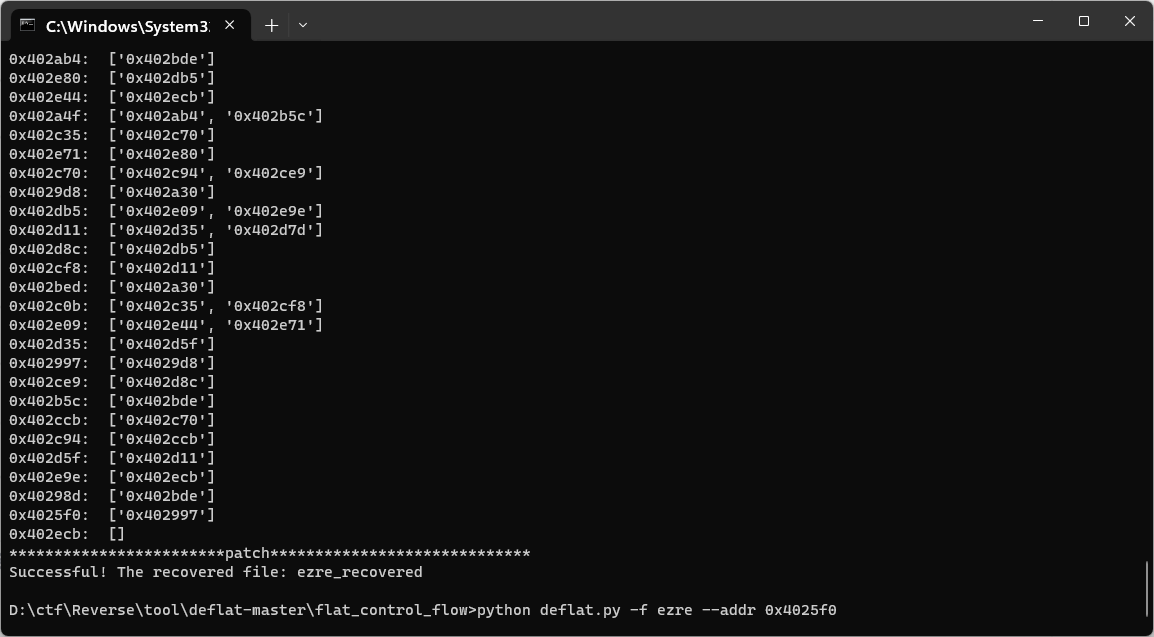 C:\Windows\System3
0x402ab4:  ['0x402bde']
0x402e80:  ['0x402db5']
0x402e44:  ['0x402ecb']
0x402a4f:  ['0x402ab4', '0x402b5c']
0x402c35:  ['0x402c70']
0x402e71:  ['0x402e80']
0x402c70:  ['0x402c94', '0x402ce9']
0x4029d8:  ['0x402a30']
0x402db5:  ['0x402e09', '0x402e9e']
0x402d11:  ['0x402d35', '0x402d7d']
0x402d8c:  ['0x402db5']
0x402cf8:  ['0x402d11']
0x402bed:  ['0x402a30']
0x402c0b:  ['0x402c35', '0x402cf8']
0x402e09:  ['0x402e44', '0x402e71']
0x402d35:  ['0x402d5f']
0x402997:  ['0x4029d8']
0x402ce9:  ['0x402d8c']
0x402b5c:  ['0x402bde']
0x402ccb:  ['0x402c70']
0x402c94:  ['0x402ccb']
0x402d5f:  ['0x402d11']
0x402e9e:  ['0x402ecb']
0x40298d:  ['0x402bde']
0x4025f0:  ['0x402997']
0x402ecb:  []
************************patch*****************************
Successful! The recovered file: ezre_recovered
D:\ctf\Reverse\tool\deflat-master\flat_control_flow>python deflat.py -f ezre --addr 0x4025f0